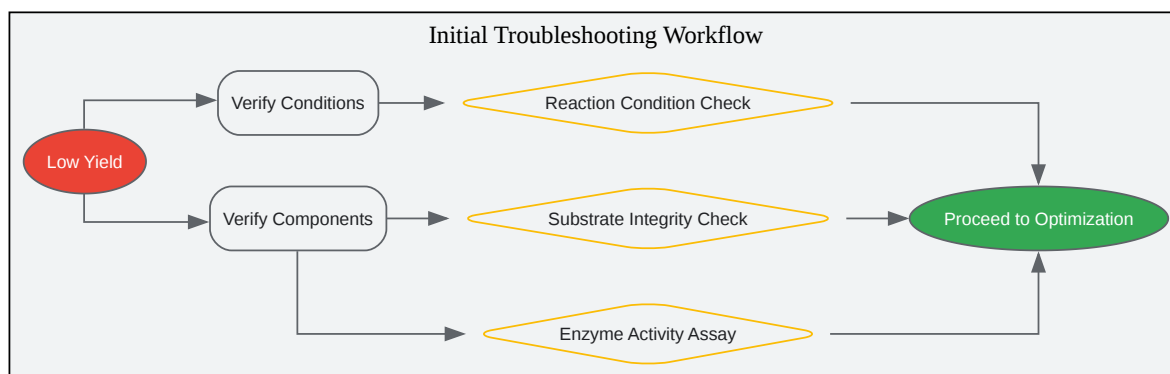 Initial Troubleshooting Workflow
Verify Conditions
Reaction Condition Check
Low Yield
Verify Components
Substrate Integrity Check
Proceed to Optimization
Enzyme Activity Assay